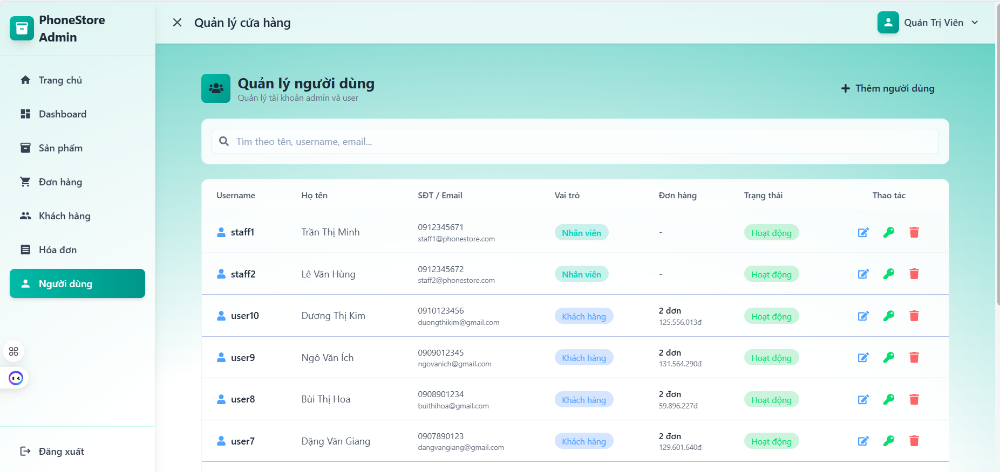 PhoneStore
Admin
Trang chủ
Dashboard
Sản phẩm
Đơn hàng
Khách hàng
Hóa đơn
Người dùng
Đăng xuất
Quản lý cửa hàng
Quản Trị Viên
Quản lý người dùng
Quản lý tài khoản admin và user
Thêm người dùng
Tìm theo tên, username, email...
Username Họ tên SĐT / Email Vai trò Đơn hàng Trạng thái Thao tác
staff1 Trần Thị Minh 0912345671 Nhân viên - Hoạt động
staff1@phonestore.com
staff2 Lê Văn Hùng 0912345672 Nhân viên - Hoạt động
staff2@phonestore.com
user10 Dương Thị Kim 0910123456 Khách hàng 2 đơn Hoạt động
duongthikim@gmail.com 125.556.013đ
user9 Ngô Văn Ích 0909012345 Khách hàng 2 đơn Hoạt động
ngovanich@gmail.com 131.564.290đ
user8 Bùi Thị Hoa 0908901234 Khách hàng 2 đơn Hoạt động
buithihoa@gmail.com 59.896.227đ
user7 Đặng Văn Giang 0907890123 Khách hàng 2 đơn Hoạt động
dangvangiang@gmail.com 129.601.640đ